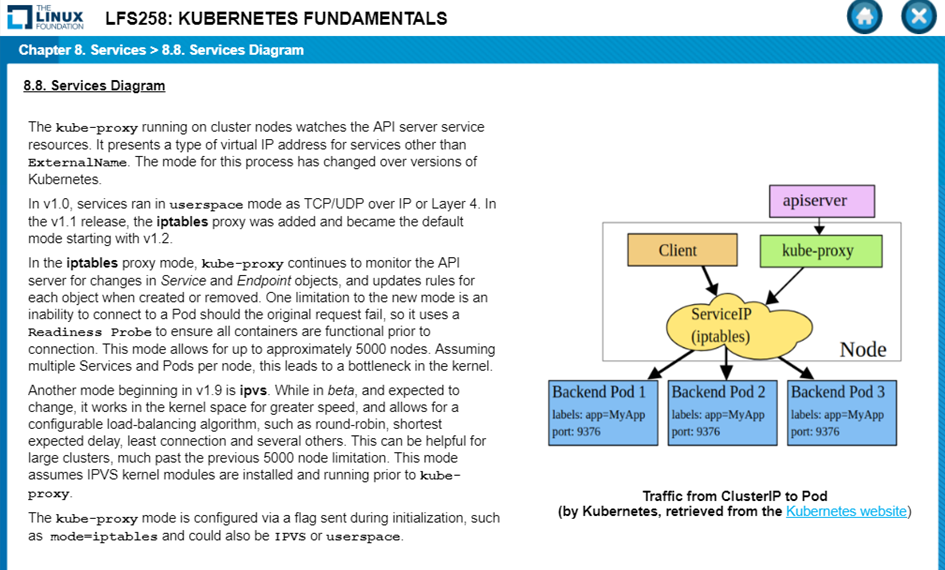 THE
LINUX
FOUNDATION
LFS258: KUBERNETES FUNDAMENTALS
Chapter 8. Services > 8.8. Services Diagram
8.8. Services Diagram
The kube-proxy running on cluster nodes watches the API server service
resources. It presents a type of virtual IP address for services other than
ExternalName. The mode for this process has changed over versions of
Kubernetes.
In v1.0, services ran in userspace mode as TCP/UDP over IP or Layer 4. In
the v1.1 release, the iptables proxy was added and became the default
mode starting with v1.2.
In the iptables proxy mode, kube-proxy continues to monitor the API
server for changes in Service and Endpoint objects, and updates rules for
each object when created or removed. One limitation to the new mode is an
inability to connect to a Pod should the original request fail, so it uses a
Readiness Probe to ensure all containers are functional prior to
connection. This mode allows for up to approximately 5000 nodes. Assuming
multiple Services and Pods per node, this leads to a bottleneck in the kernel.
Another mode beginning in v1.9 is ipvs. While in beta, and expected to
change, it works in the kernel space for greater speed, and allows for a
configurable load-balancing algorithm, such as round-robin, shortest
expected delay, least connection and several others. This can be helpful for
large clusters, much past the previous 5000 node limitation. This mode
assumes IPVS kernel modules are installed and running prior to kube-
proxy.
The kube-proxy mode is configured via a flag sent during initialization, such
as mode=iptables and could also be IPVS or userspace.
apiserver
Client
kube-proxy
ServiceIP
(iptables)
Node
Backend Pod 1
labels: app=MyApp
port: 9376
Backend Pod 2
labels: app=MyApp
port: 9376
Backend Pod 3
labels: app=MyApp
port: 9376
Traffic from ClusterIP to Pod
(by Kubernetes, retrieved from the Kubernetes website)